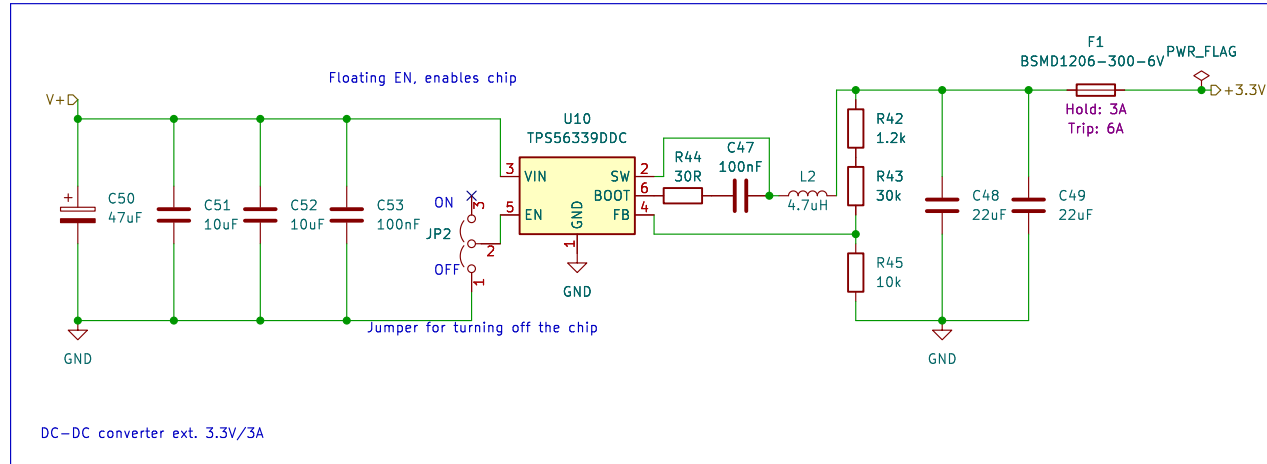 F1
BSMD1206-300-6V
PWR_FLAG
+3.3V
Hold: 3A
Trip: 6A
Floating EN, enables chip
V+
U10
TPS56339DDC
3
VIN
SW
2
BOOT
6
5
EN
GND
FB
4
1
GND
R44
30R
C47
100nF
L2
4.7uH
R42
1.2k
R43
30k
R45
10k
C48
22uF
C49
22uF
GND
C50
47uF
C51
10uF
C52
10uF
C53
100nF
ON
3
JP2
2
OFF
1
Jumper for turning off the chip
GND
DC-DC converter ext. 3.3V/3A